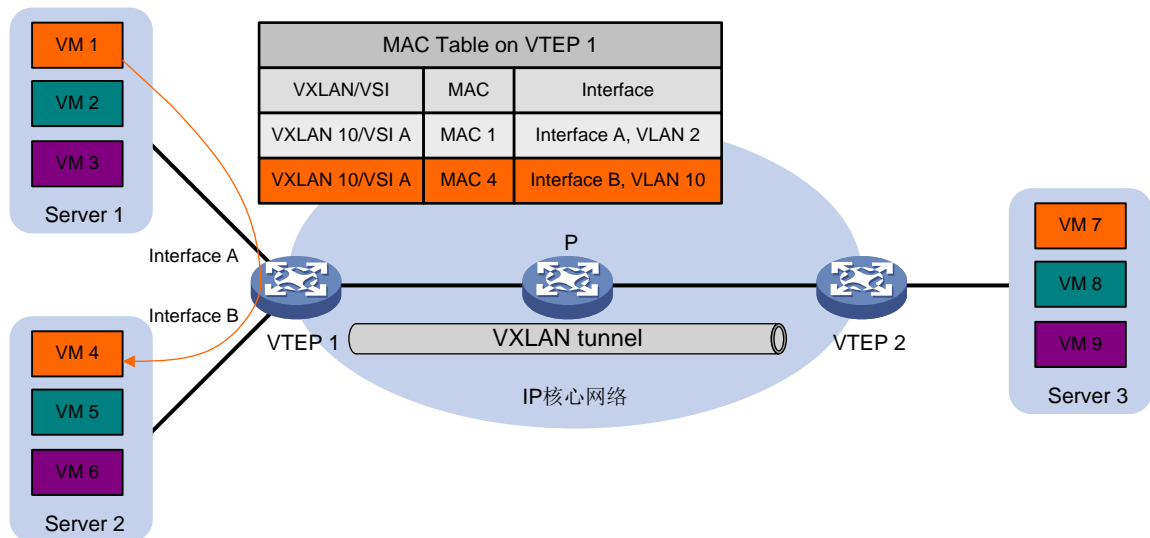 VM 1
VM 2
VM 3
Server 1
MAC Table on VTEP 1
VXLAN/VSI MAC Interface
VXLAN 10/VSI A MAC 1 Interface A, VLAN 2
VXLAN 10/VSI A MAC 4 Interface B, VLAN 10
Interface A
Interface B
VTEP 1
P
VXLAN tunnel
VTEP 2
IP核心网络
VM 4
VM 5
VM 6
Server 2
VM 7
VM 8
VM 9
Server 3